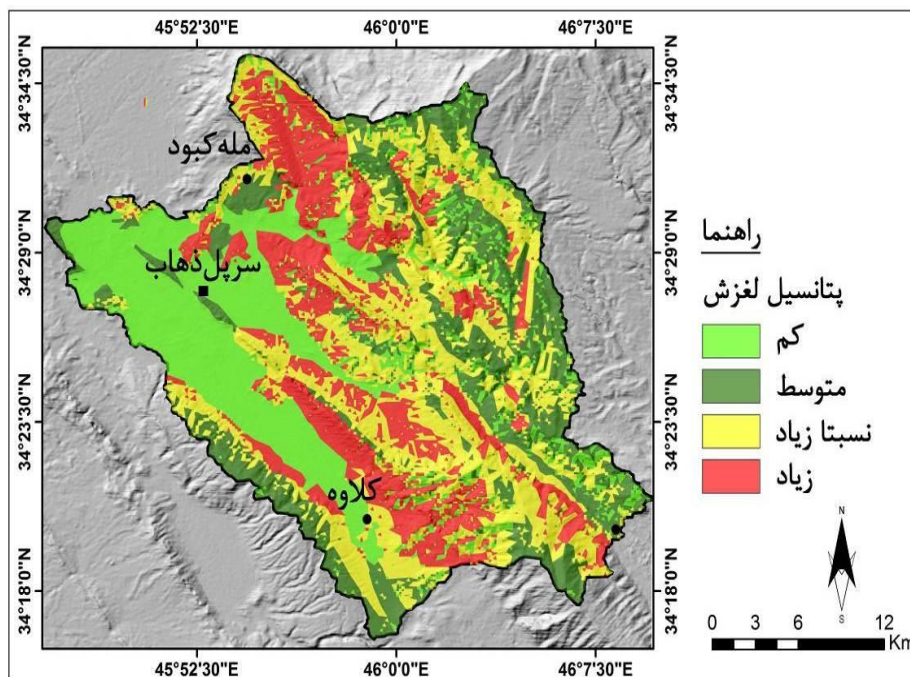 45°52'30"E 46°0'0"E 46°7'30"E
34°34'30"N 34°34'30"N
مله کبود
34°29'0"N 34°29'0"N
سرپل ذهاب
راهنما
پتانسیل لغزش
کم
متوسط
نسبتا زیاد
زیاد
34°23'30"N 34°23'30"N
کلاوه
34°18'0"N 34°18'0"N
N
S
0 3 6 12
Km
45°52'30"E 46°0'0"E 46°7'30"E